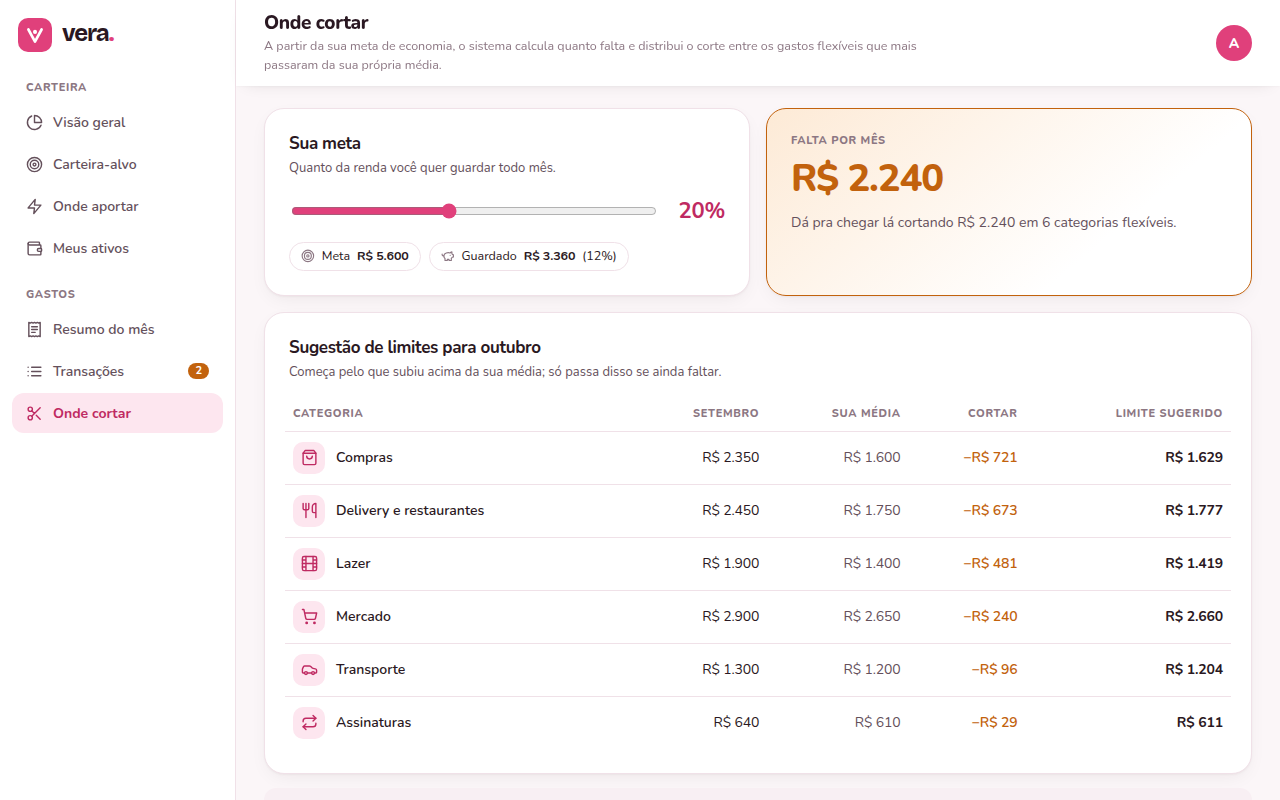 vera.
CARTEIRA
Visão geral
Carteira-alvo
Onde aportar
Meus ativos
GASTOS
Resumo do mês
Transações 2
Onde cortar
Onde cortar
A partir da sua meta de economia, o sistema calcula quanto falta e distribui o corte entre os gastos flexíveis que mais
passaram da sua própria média.
A
Sua meta
Quanto da renda você quer guardar todo mês.
20%
Meta R$ 5.600
Guardado R$ 3.360 (12%)
FALTA POR MÊS
R$ 2.240
Dá pra chegar lá cortando R$ 2.240 em 6 categorias flexíveis.
Sugestão de limites para outubro
Começa pelo que subiu acima da sua média; só passa disso se ainda faltar.
CATEGORIA SETEMBRO SUA MÉDIA CORTAR LIMITE SUGERIDO
Compras R$ 2.350 R$ 1.600 −R$ 721 R$ 1.629
Delivery e restaurantes R$ 2.450 R$ 1.750 −R$ 673 R$ 1.777
Lazer R$ 1.900 R$ 1.400 −R$ 481 R$ 1.419
Mercado R$ 2.900 R$ 2.650 −R$ 240 R$ 2.660
Transporte R$ 1.300 R$ 1.200 −R$ 96 R$ 1.204
Assinaturas R$ 640 R$ 610 −R$ 29 R$ 611